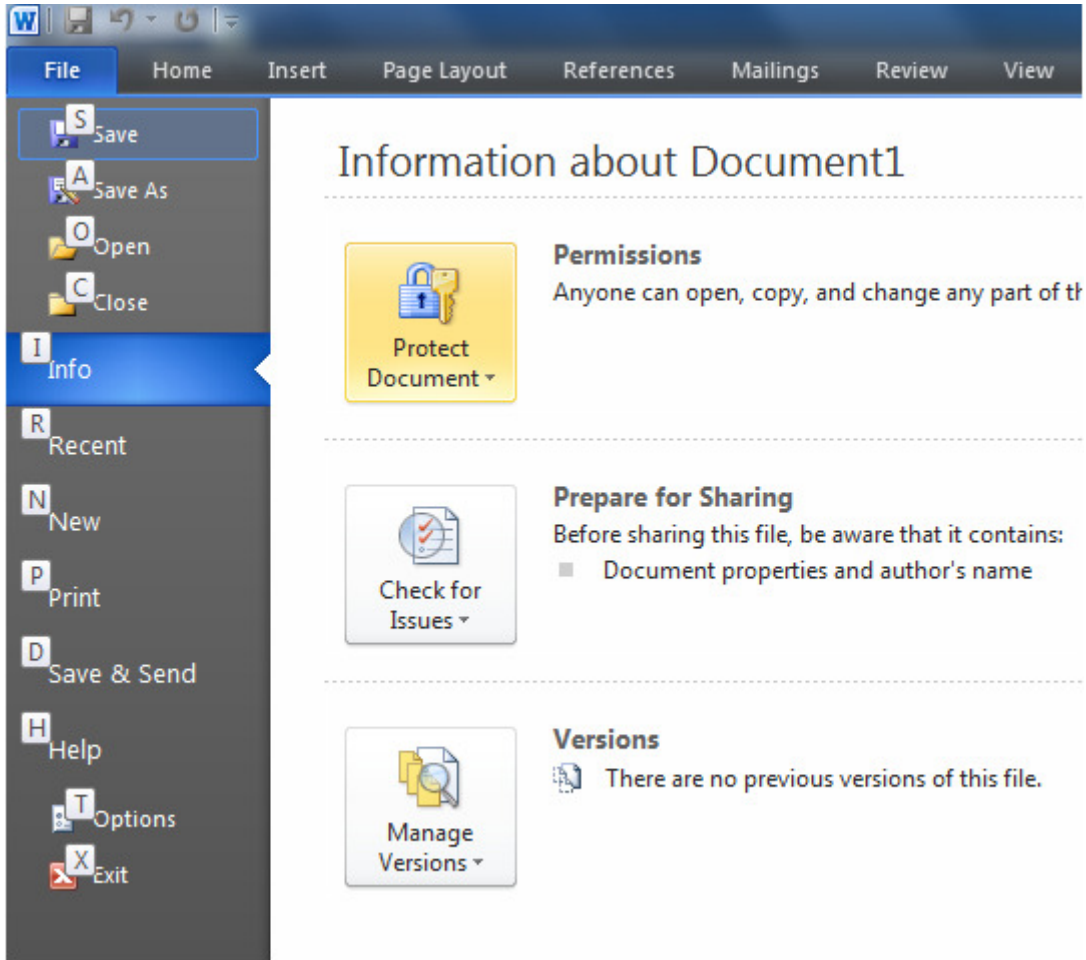 W
File Home Insert Page Layout References Mailings Review View
S Save
A Save As
O Open
C Close
I Info
R Recent
N New
P Print
D Save & Send
H Help
T Options
X Exit
Information about Document1
Protect
Document
Permissions
Anyone can open, copy, and change any part of th
Check for
Issues
Prepare for Sharing
Before sharing this file, be aware that it contains:
Document properties and author's name
Manage
Versions
Versions
There are no previous versions of this file.